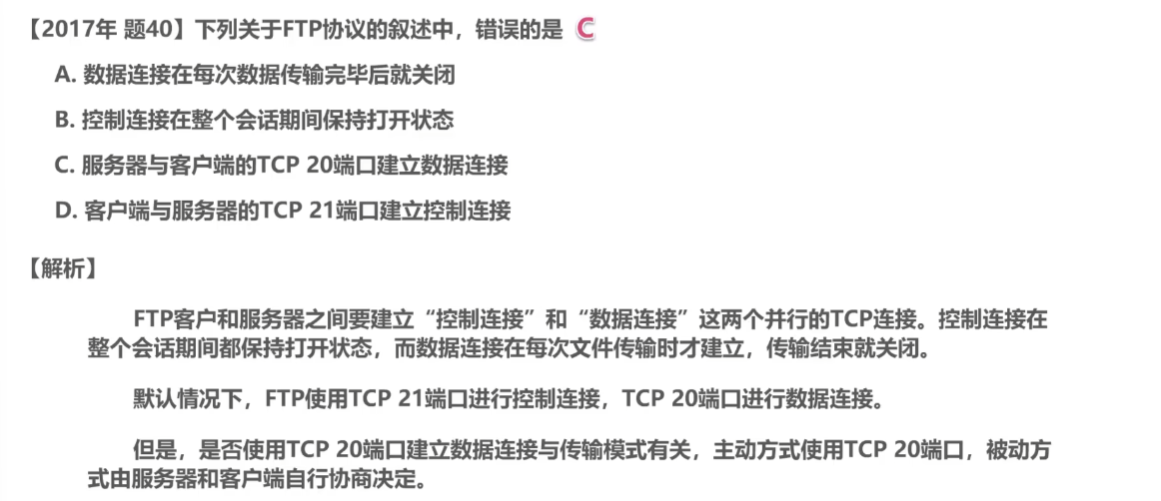 【2017年 题40】下列关于FTP协议的叙述中，错误的是 C
A. 数据连接在每次数据传输完毕后就关闭
B. 控制连接在整个会话期间保持打开状态
C. 服务器与客户端的TCP 20端口建立数据连接
D. 客户端与服务器的TCP 21端口建立控制连接
【解析】
FTP客户和服务器之间要建立“控制连接”和“数据连接”这两个并行的TCP连接。控制连接在
整个会话期间都保持打开状态，而数据连接在每次文件传输时才建立，传输结束就关闭。
默认情况下，FTP使用TCP 21端口进行控制连接，TCP 20端口进行数据连接。
但是，是否使用TCP 20端口建立数据连接与传输模式有关，主动方式使用TCP 20端口，被动方
式由服务器和客户端自行协商决定。